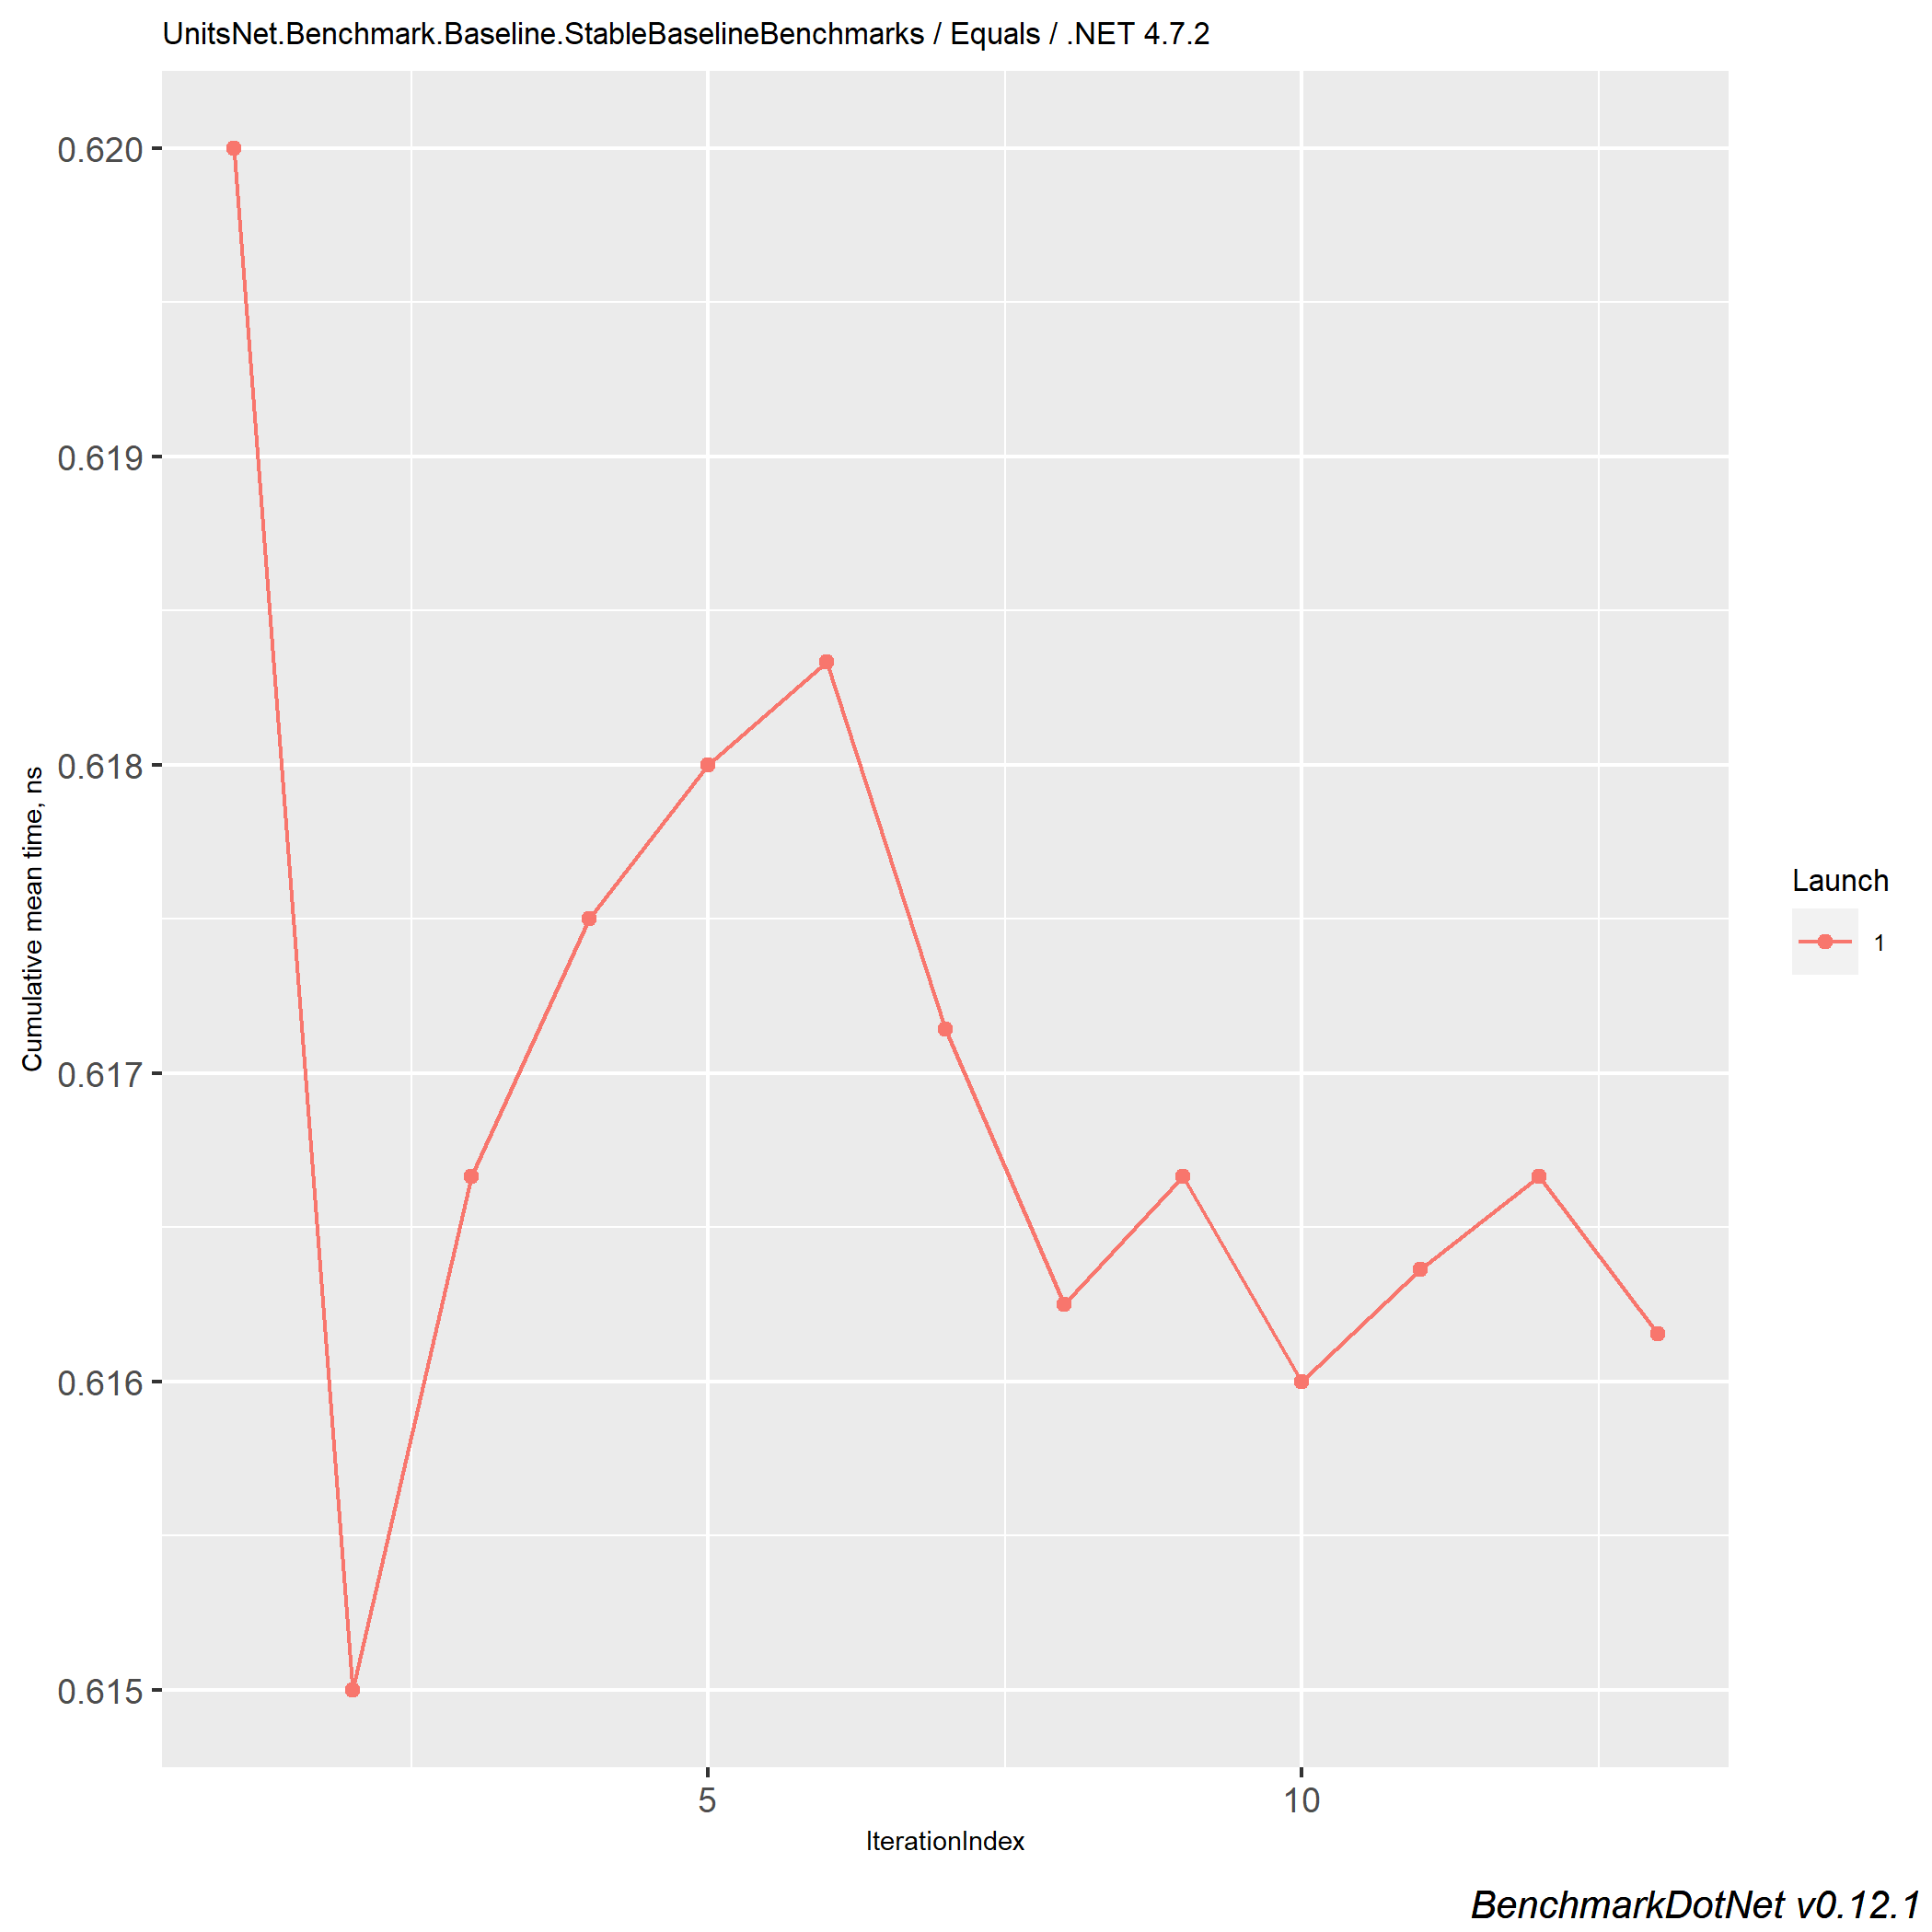 UnitsNet.Benchmark.Baseline.StableBaselineBenchmarks / Equals / .NET 4.7.2
Cumulative mean time, ns
0.620
0.619
0.618
0.617
0.616
0.615
5
10
IterationIndex
Launch
1
BenchmarkDotNet v0.12.1